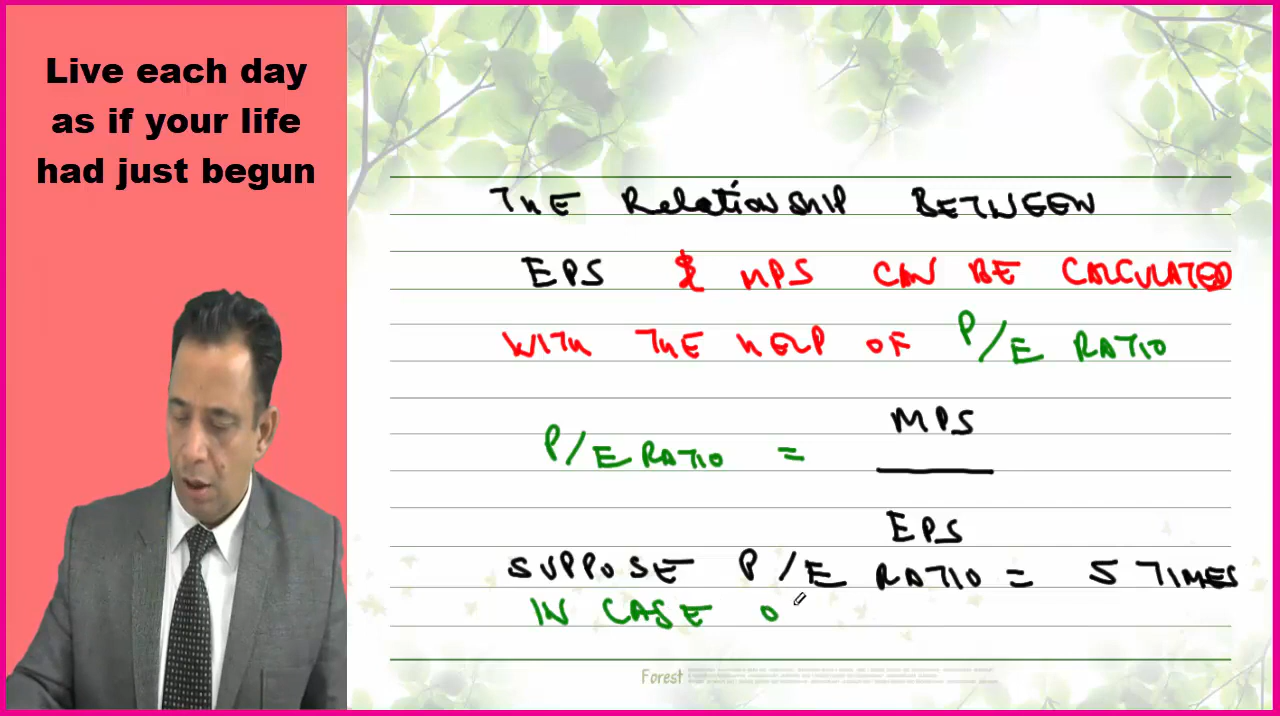 Live each day
as if your life
had just begun
THE RelationSHIP BETWEEN
EPS & MPS CAN BE CALCULATED
WITH THE HELP OF P/E RATIO
P/E RATIO = MPS
EPS
SUPPOSE P/E RATIO = 5 TIMES
IN CASE O
Forest